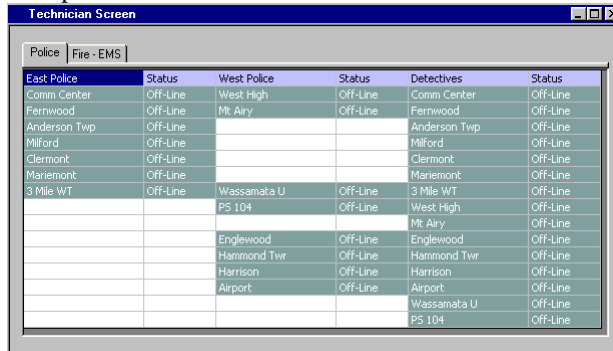 Technician Screen
Police Fire - EMS
East Police Status West Police Status Detectives Status
Comm Center Off-Line West High Off-Line Comm Center Off-Line
Fernwood Off-Line Mt Airy Off-Line Fernwood Off-Line
Anderson Twp Off-Line Anderson Twp Off-Line
Milford Off-Line Milford Off-Line
Clermont Off-Line Clermont Off-Line
Mariemont Off-Line Mariemont Off-Line
3 Mile WT Off-Line Wassamata U Off-Line 3 Mile WT Off-Line
PS 104 Off-Line West High Off-Line
Mt Airy Off-Line
Englewood Off-Line Englewood Off-Line
Hammond Twr Off-Line Hammond Twr Off-Line
Harrison Off-Line Harrison Off-Line
Airport Off-Line Airport Off-Line
Wassamata U Off-Line
PS 104 Off-Line